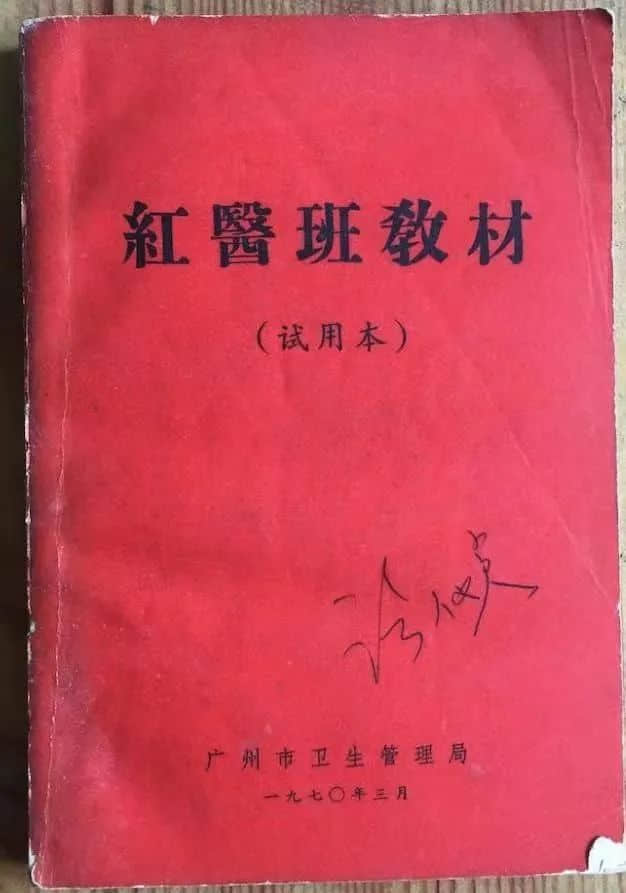 紅醫班教材
（试用本）
广州市卫生管理局
一九七〇年三月